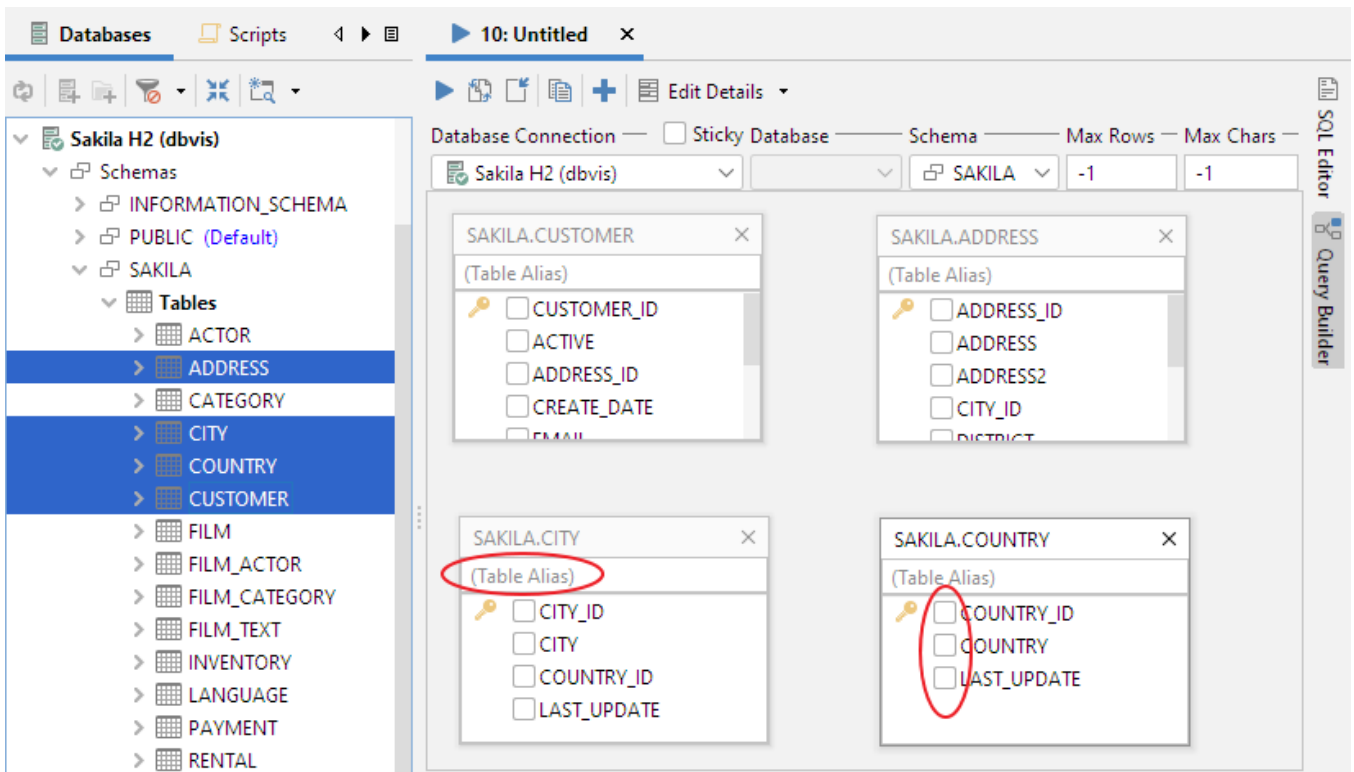 Databases
Scripts
10: Untitled
Edit Details
Database Connection
Sticky
Database
Schema
Max Rows
Max Chars
Sakila H2 (dbvis)
SAKILA
-1
-1
SQL Editor
Query Builder
Sakila H2 (dbvis)
Schemas
INFORMATION_SCHEMA
PUBLIC (Default)
SAKILA
Tables
ACTOR
ADDRESS
CATEGORY
CITY
COUNTRY
CUSTOMER
FILM
FILM_ACTOR
FILM_CATEGORY
FILM_TEXT
INVENTORY
LANGUAGE
PAYMENT
RENTAL
SAKILA.CUSTOMER
(Table Alias)
CUSTOMER_ID
ACTIVE
ADDRESS_ID
CREATE_DATE
EMAIL
SAKILA.ADDRESS
(Table Alias)
ADDRESS_ID
ADDRESS
ADDRESS2
CITY_ID
DISTRICT
SAKILA.CITY
(Table Alias)
CITY_ID
CITY
COUNTRY_ID
LAST_UPDATE
SAKILA.COUNTRY
(Table Alias)
COUNTRY_ID
COUNTRY
LAST_UPDATE